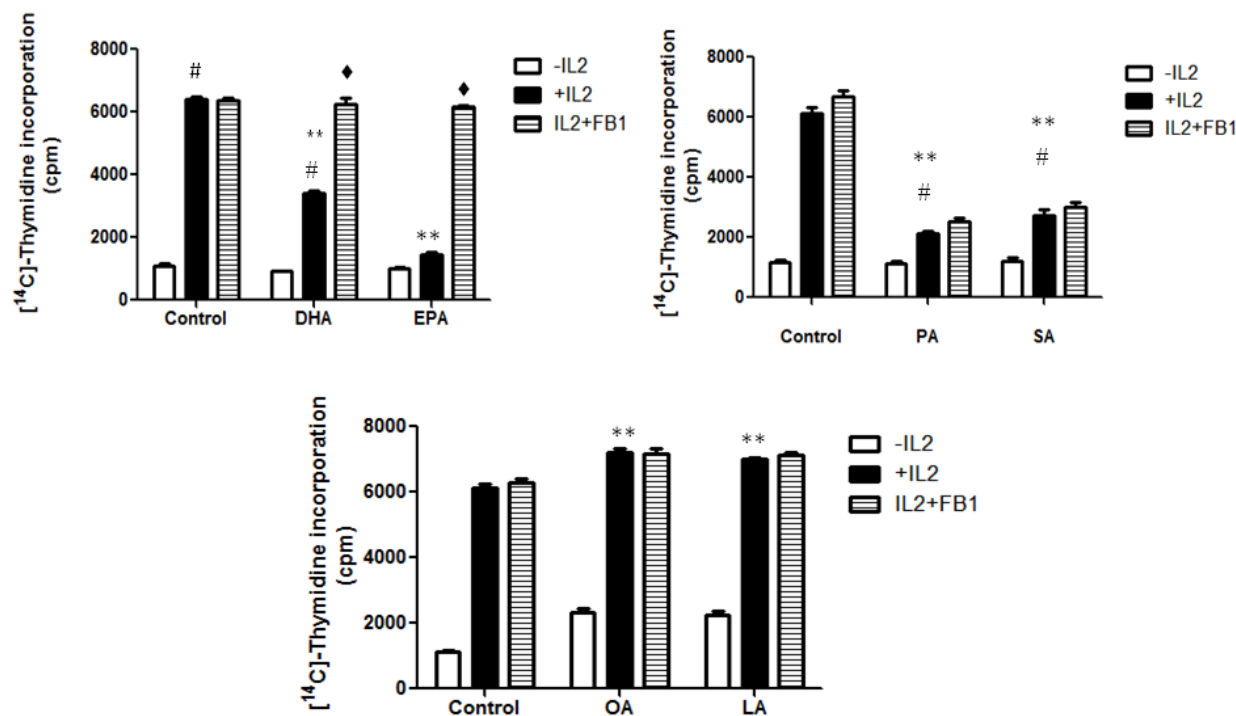 [¹⁴C]-Thymidine incorporation
(cpm)
8000
6000
4000
2000
0
#
**
#
♦
**
♦
Control DHA EPA
-IL2
+IL2
IL2+FB1
[¹⁴C]-Thymidine incorporation
(cpm)
8000
6000
4000
2000
0
**
#
**
#
Control PA SA
-IL2
+IL2
IL2+FB1
[¹⁴C]-Thymidine incorporation
(cpm)
8000
6000
4000
2000
0
**
**
Control OA LA
-IL2
+IL2
IL2+FB1